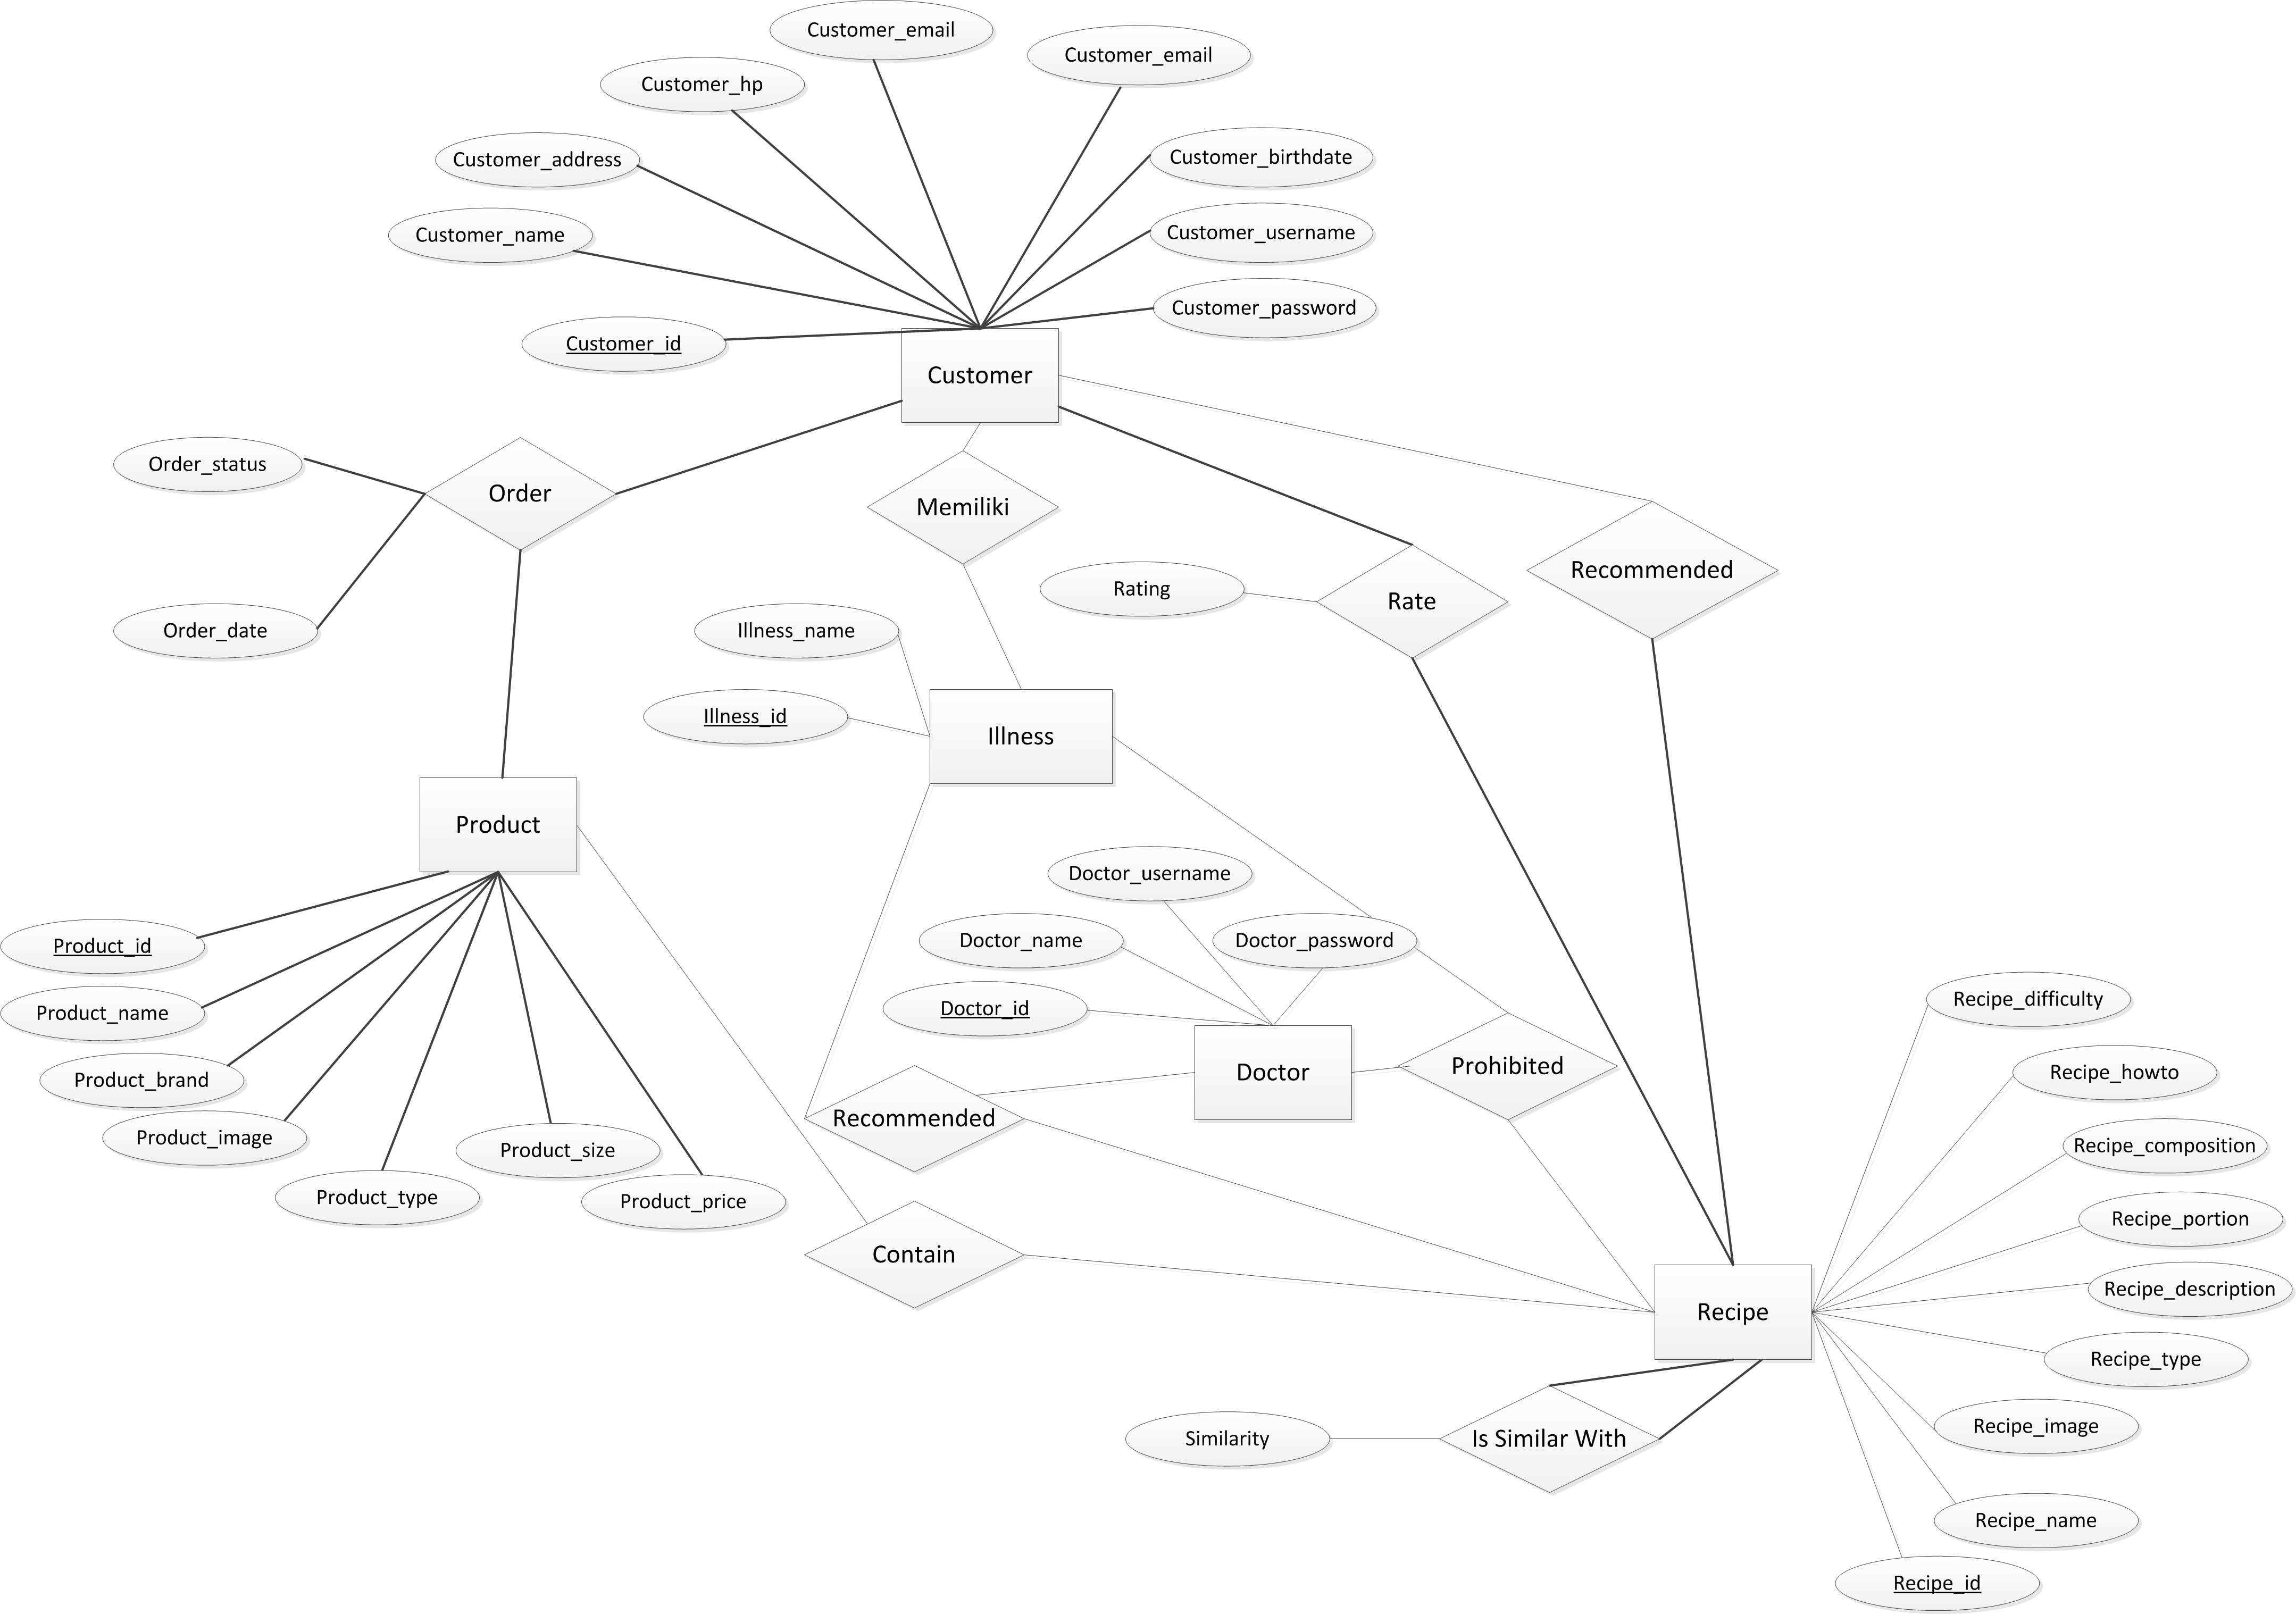 Customer_email
Customer_email
Customer_hp
Customer_birthdate
Customer_address
Customer_username
Customer_name
Customer_password
Customer_id
Customer
Order_status
Order
Memiliki
Recommended
Rating
Rate
Order_date
Illness_name
Illness_id
Illness
Product
Doctor_username
Doctor_name
Doctor_password
Product_id
Doctor_id
Recipe_difficulty
Product_name
Doctor
Prohibited
Recipe_howto
Product_brand
Recommended
Product_image
Recipe_composition
Product_size
Product_type
Product_price
Recipe_portion
Contain
Recipe_description
Recipe
Recipe_type
Similarity
Is Similar With
Recipe_image
Recipe_name
Recipe_id